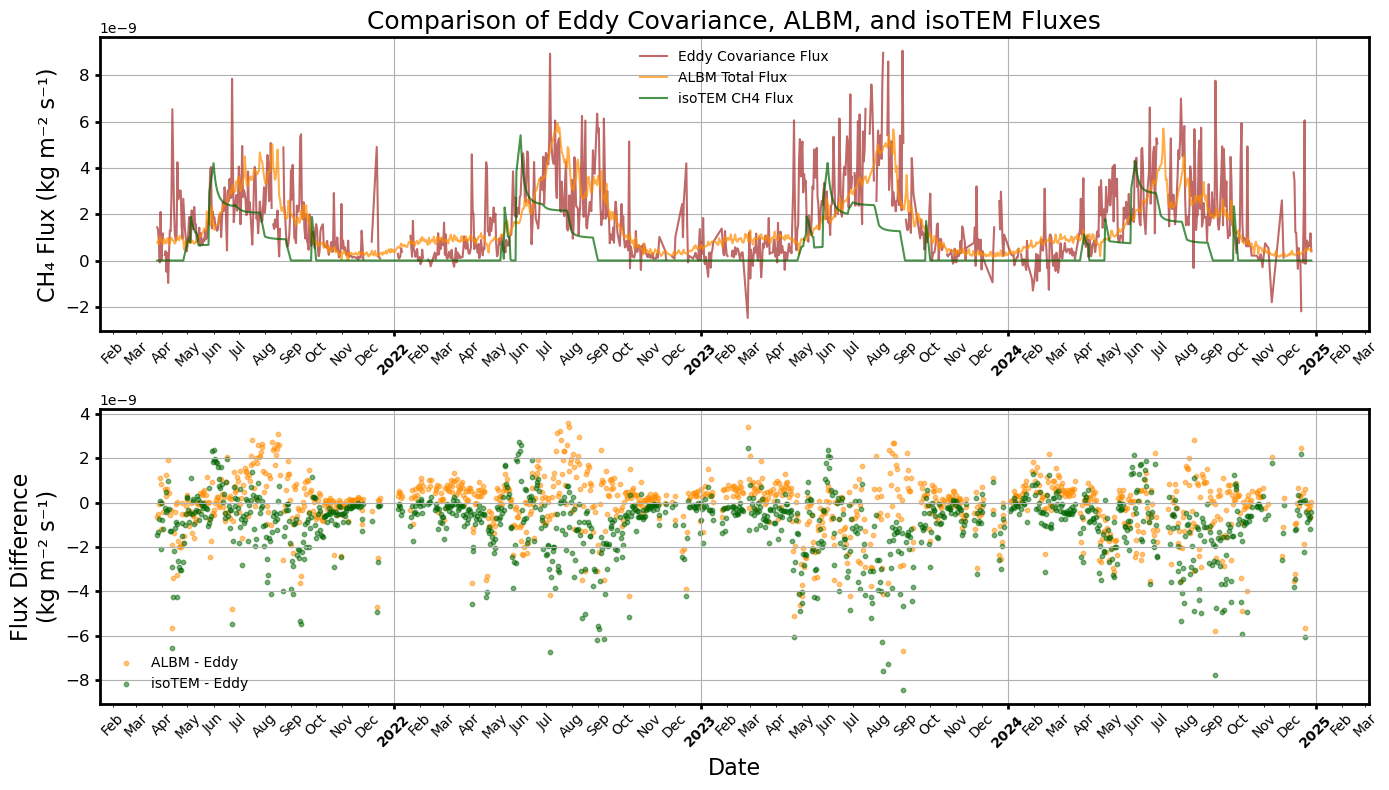 Comparison of Eddy Covariance, ALBM, and isoTEM Fluxes
1e−9
CH₄ Flux (kg m⁻² s⁻¹)
8
6
4
2
0
−2
Eddy Covariance Flux
ALBM Total Flux
isoTEM CH4 Flux
Feb Mar Apr May Jun Jul Aug Sep Oct Nov Dec 2022 Feb Mar Apr May Jun Jul Aug Sep Oct Nov Dec 2023 Feb Mar Apr May Jun Jul Aug Sep Oct Nov Dec 2024 Feb Mar Apr May Jun Jul Aug Sep Oct Nov Dec 2025 Feb Mar
1e−9
Flux Difference
(kg m⁻² s⁻¹)
4
2
0
−2
−4
−6
−8
ALBM - Eddy
isoTEM - Eddy
Feb Mar Apr May Jun Jul Aug Sep Oct Nov Dec 2022 Feb Mar Apr May Jun Jul Aug Sep Oct Nov Dec 2023 Feb Mar Apr May Jun Jul Aug Sep Oct Nov Dec 2024 Feb Mar Apr May Jun Jul Aug Sep Oct Nov Dec 2025 Feb Mar
Date